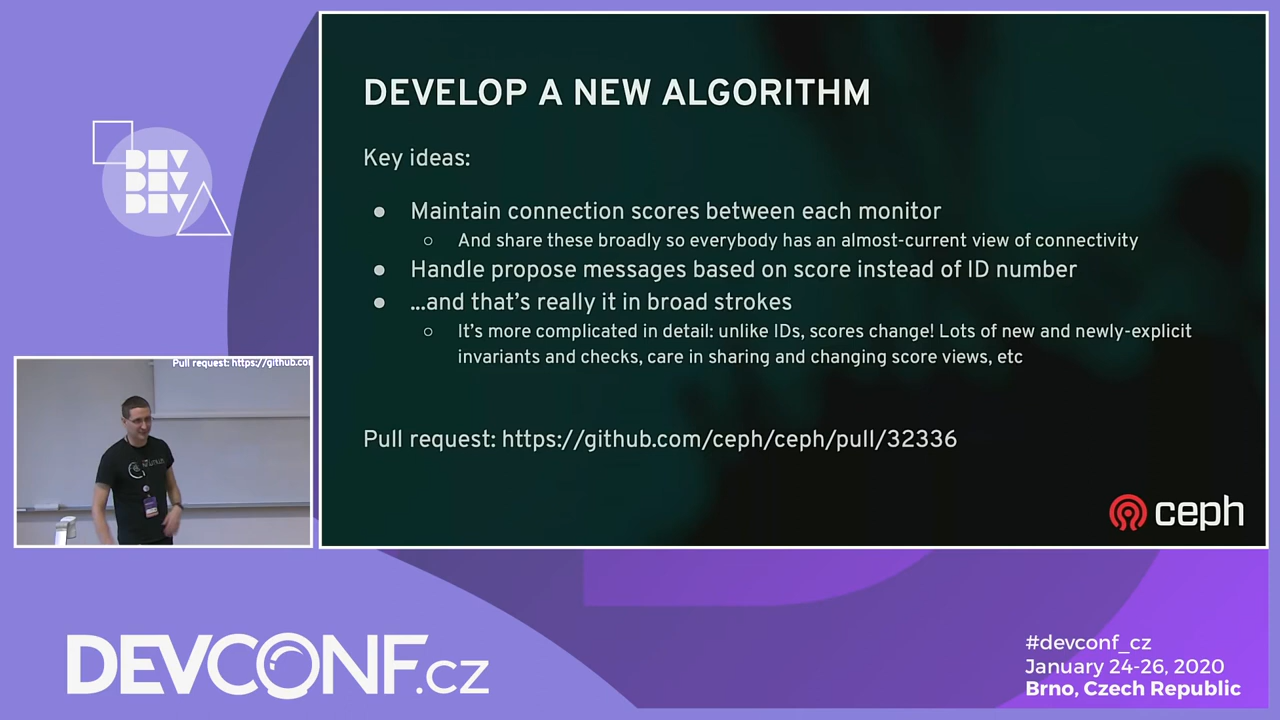 DEVELOP A NEW ALGORITHM
Key ideas:
● Maintain connection scores between each monitor
○ And share these broadly so everybody has an almost-current view of connectivity
● Handle propose messages based on score instead of ID number
● ...and that's really it in broad strokes
○ It's more complicated in detail: unlike IDs, scores change! Lots of new and newly-explicit
invariants and checks, care in sharing and changing score views, etc
Pull request: https://github.com/ceph/ceph/pull/32336
ceph
DEV
DEV
DEV
Pull request: https://github.co
DEVCONF.cz
#devconf_cz
January 24-26, 2020
Brno, Czech Republic